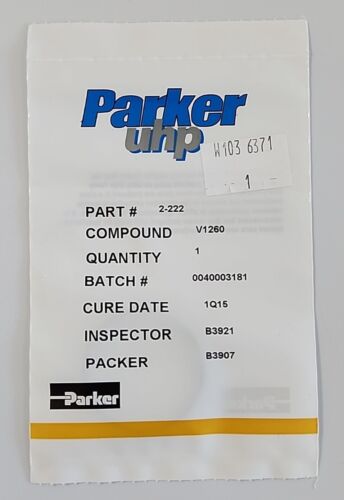 Parker
uhp
W103 6371
1
PART # 2-222
COMPOUND V1260
QUANTITY 1
BATCH # 0040003181
CURE DATE 1Q15
INSPECTOR B3921
PACKER B3907
Parker
Parker